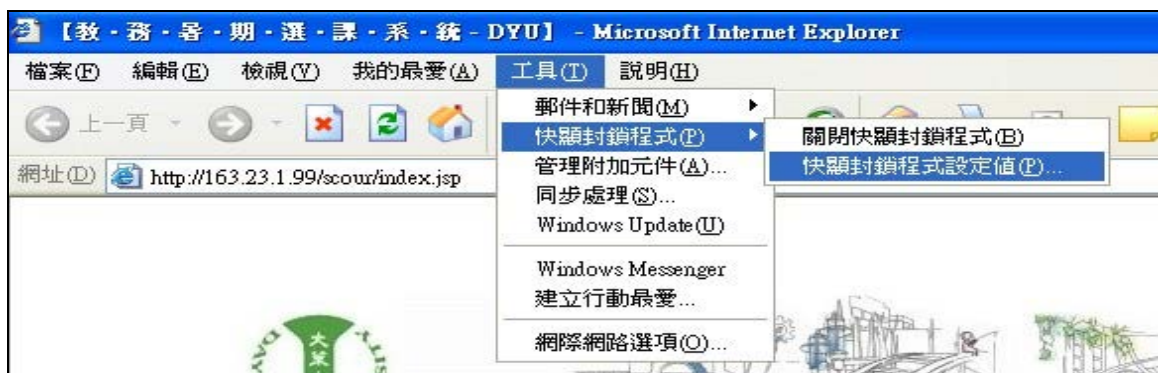 【教‧務‧暑‧期‧選‧課‧系‧統 - DYU】 - Microsoft Internet Explorer
檔案(F) 編輯(E) 檢視(V) 我的最愛(A) 工具(T) 說明(H)
上一頁
郵件和新聞(M)
快顯封鎖程式(P)
管理附加元件(A)...
同步處理(S)...
Windows Update(U)
Windows Messenger
建立行動最愛...
網際網路選項(O)...
關閉快顯封鎖程式(B)
快顯封鎖程式設定值(P)...
網址(D) http://163.23.1.99/scour/index.jsp
大葉